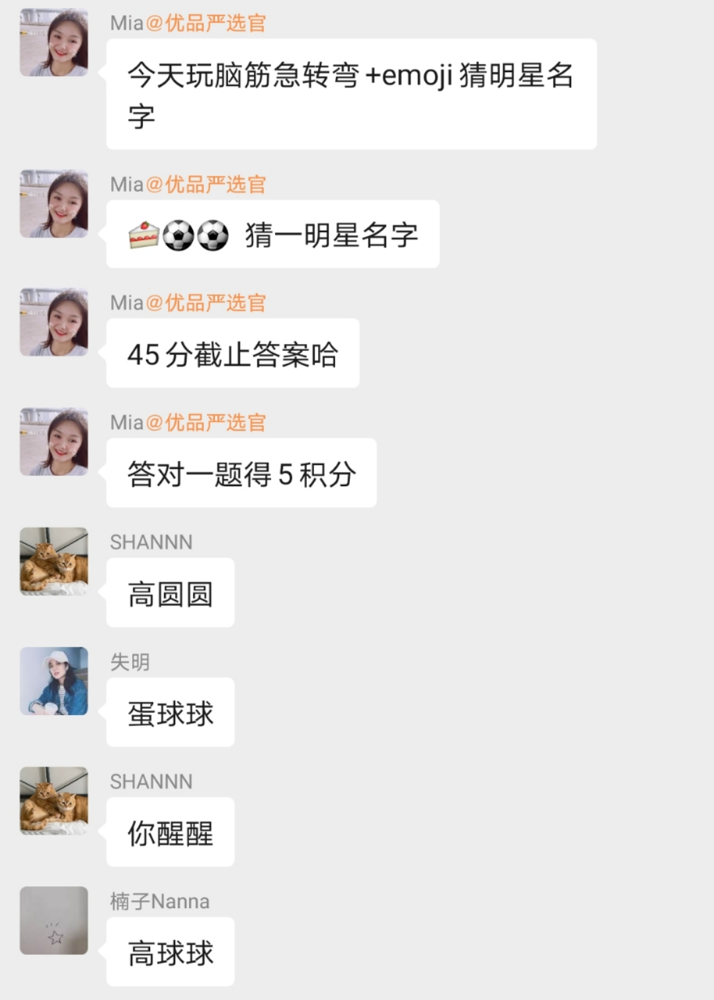 Mia@优品严选官
今天玩脑筋急转弯+emoji猜明星名
字
Mia@优品严选官
🍰⚽⚽ 猜一明星名字
Mia@优品严选官
45分截止答案哈
Mia@优品严选官
答对一题得5积分
SHANNN
高圆圆
失明
蛋球球
SHANNN
你醒醒
楠子Nanna
高球球